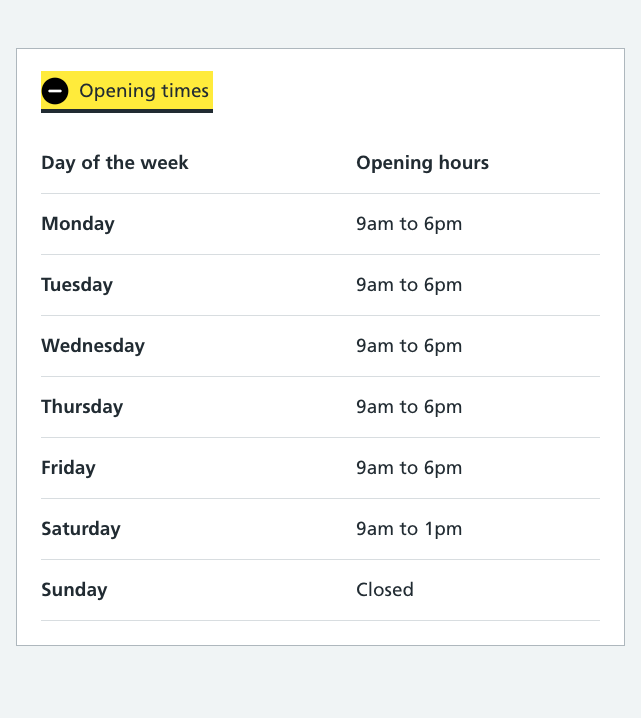 Opening times
Day of the week Opening hours
Monday 9am to 6pm
Tuesday 9am to 6pm
Wednesday 9am to 6pm
Thursday 9am to 6pm
Friday 9am to 6pm
Saturday 9am to 1pm
Sunday Closed